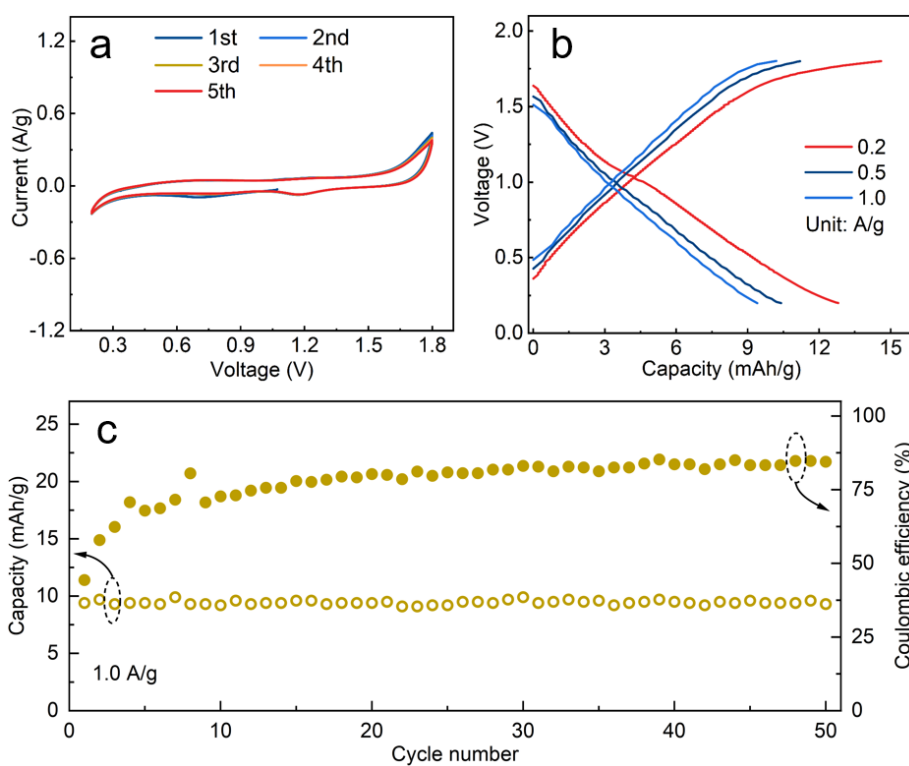 a
1st 2nd
3rd 4th
5th
Current (A/g)
1.2
0.6
0.0
-0.6
-1.2
0.3 0.6 0.9 1.2 1.5 1.8
Voltage (V)
b
Voltage (V)
2.0
1.5
1.0
0.5
0.0
0.2
0.5
1.0
Unit: A/g
0 3 6 9 12 15
Capacity (mAh/g)
c
Capacity (mAh/g)
25
20
15
10
5
0
1.0 A/g
100
75
50
25
0
Coulombic efficiency (%)
0 10 20 30 40 50
Cycle number